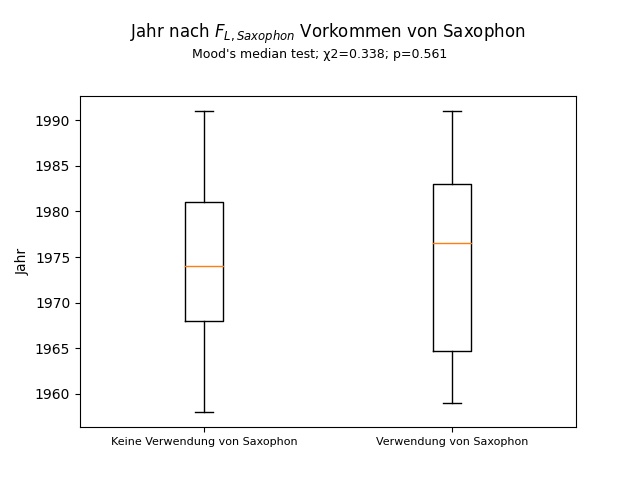 Jahr nach F_{L, Saxophon} Vorkommen von Saxophon
Mood's median test; χ2=0.338; p=0.561
1990
1985
1980
1975
1970
1965
1960
Jahr
Keine Verwendung von Saxophon
Verwendung von Saxophon